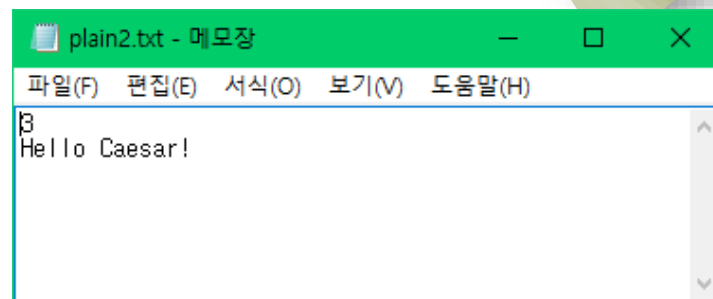 plain2.txt - 메모장
파일(F) 편집(E) 서식(O) 보기(V) 도움말(H)
3
Hello Caesar!